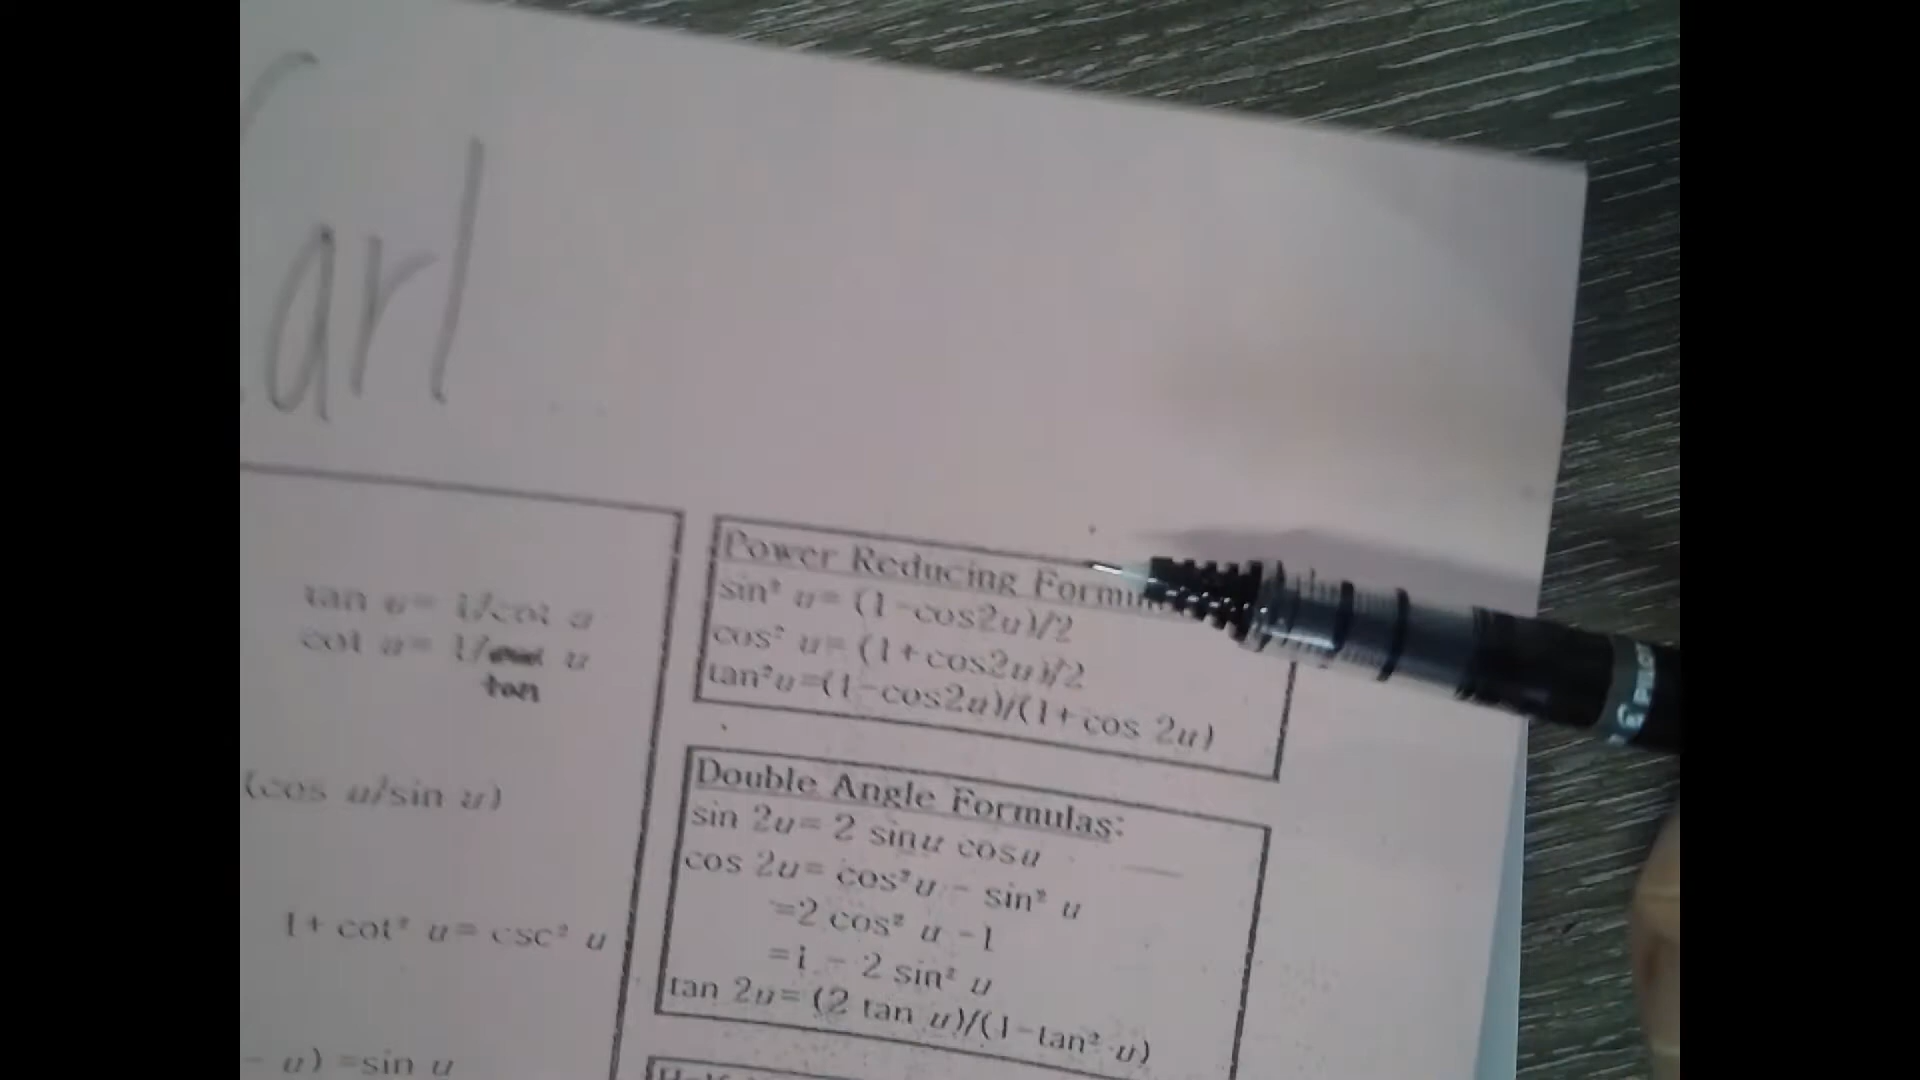 arl
tan u= 1/cot u
cot u= 1/ u
tan
(cos u/sin u)
1+ cot² u= csc² u
- u) =sin u
Power Reducing
sin² u= (1-cos2u)/2
cos² u= (1+cos2u)/2
tan²u=(1-cos2u)/(1+cos 2u)
Double Angle Formulas:
sin 2u= 2 sinu cosu
cos 2u= cos²u - sin² u
=2 cos² u -1
=1 - 2 sin² u
tan 2u= (2 tan u)/(1-tan² u)